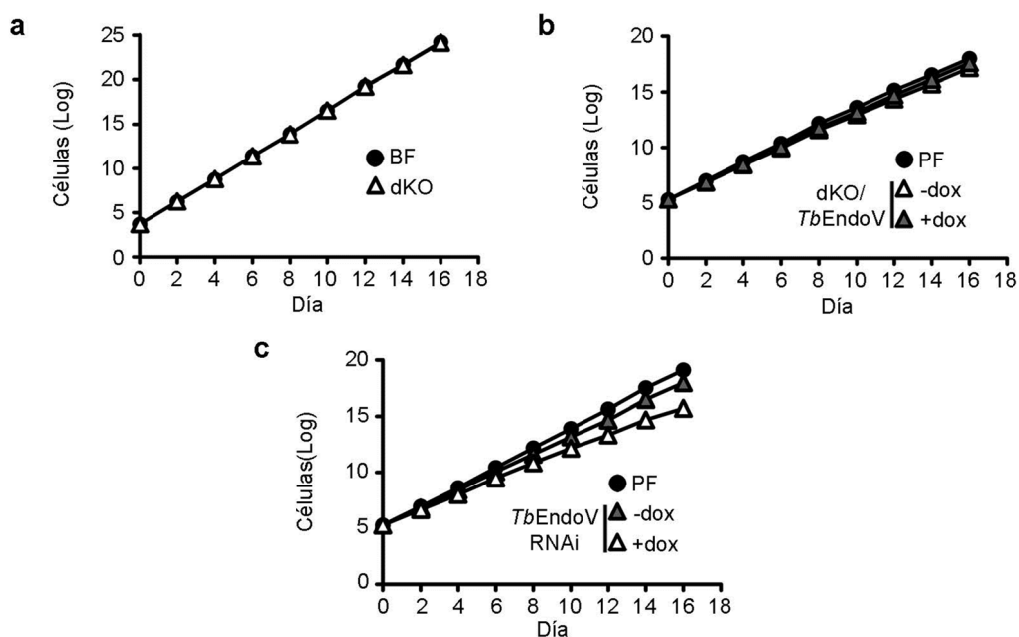 a
Células (Log)
25
20
15
10
5
0
0 2 4 6 8 10 12 14 16 18
Día
BF
dKO
b
Células (Log)
20
15
10
5
0
0 2 4 6 8 10 12 14 16 18
Día
PF
dKO/
TbEndoV
-dox
+dox
c
Células(Log)
20
15
10
5
0
0 2 4 6 8 10 12 14 16 18
Día
PF
TbEndoV
RNAi
-dox
+dox